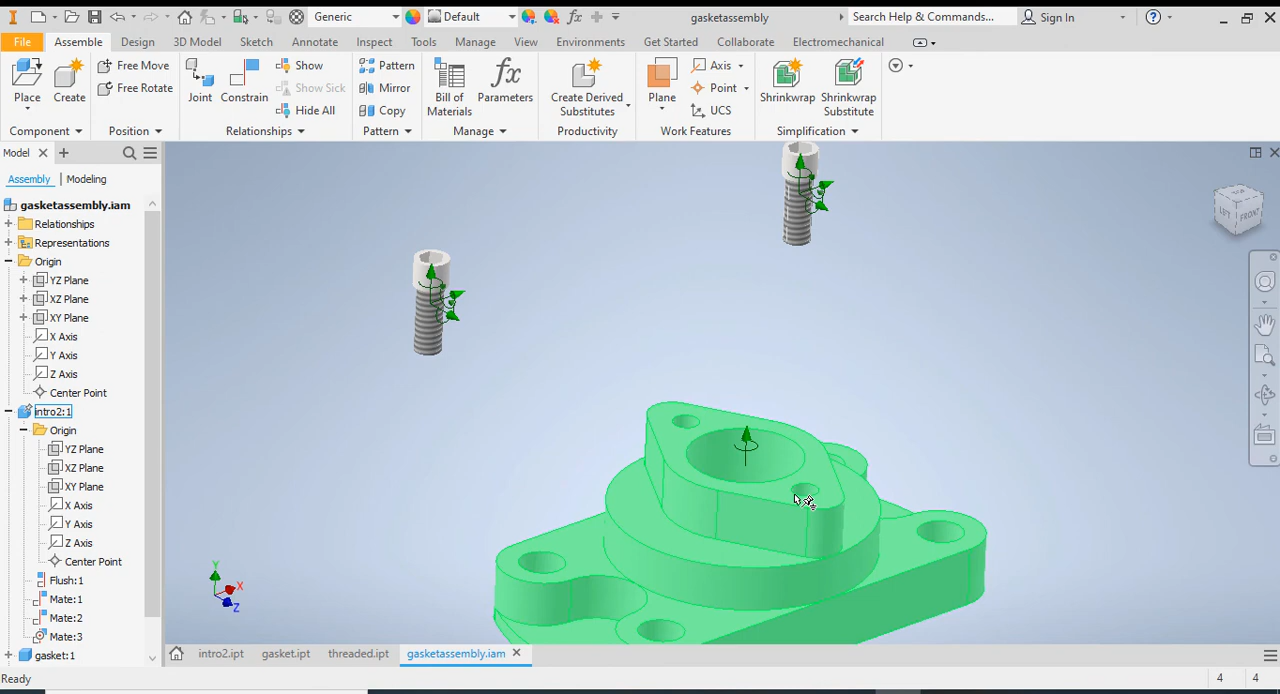 Generic
Default
fx
gasketassembly
Search Help & Commands...
Sign In
File
Assemble
Design
3D Model
Sketch
Annotate
Inspect
Tools
Manage
View
Environments
Get Started
Collaborate
Electromechanical
Place
Create
Free Move
Free Rotate
Component
Position
Joint
Constrain
Show
Show Sick
Hide All
Relationships
Pattern
Mirror
Copy
Pattern
Bill of
Materials
fx
Parameters
Manage
Create Derived
Substitutes
Productivity
Plane
Axis
Point
UCS
Work Features
Shrinkwrap
Shrinkwrap
Substitute
Simplification
Model
Assembly
Modeling
gasketassembly.iam
Relationships
Representations
Origin
YZ Plane
XZ Plane
XY Plane
X Axis
Y Axis
Z Axis
Center Point
intro2:1
Origin
YZ Plane
XZ Plane
XY Plane
X Axis
Y Axis
Z Axis
Center Point
Flush:1
Mate:1
Mate:2
Mate:3
gasket:1
LEFT
FRONT
Y
X
Z
intro2.ipt
gasket.ipt
threaded.ipt
gasketassembly.iam
Ready
4
4